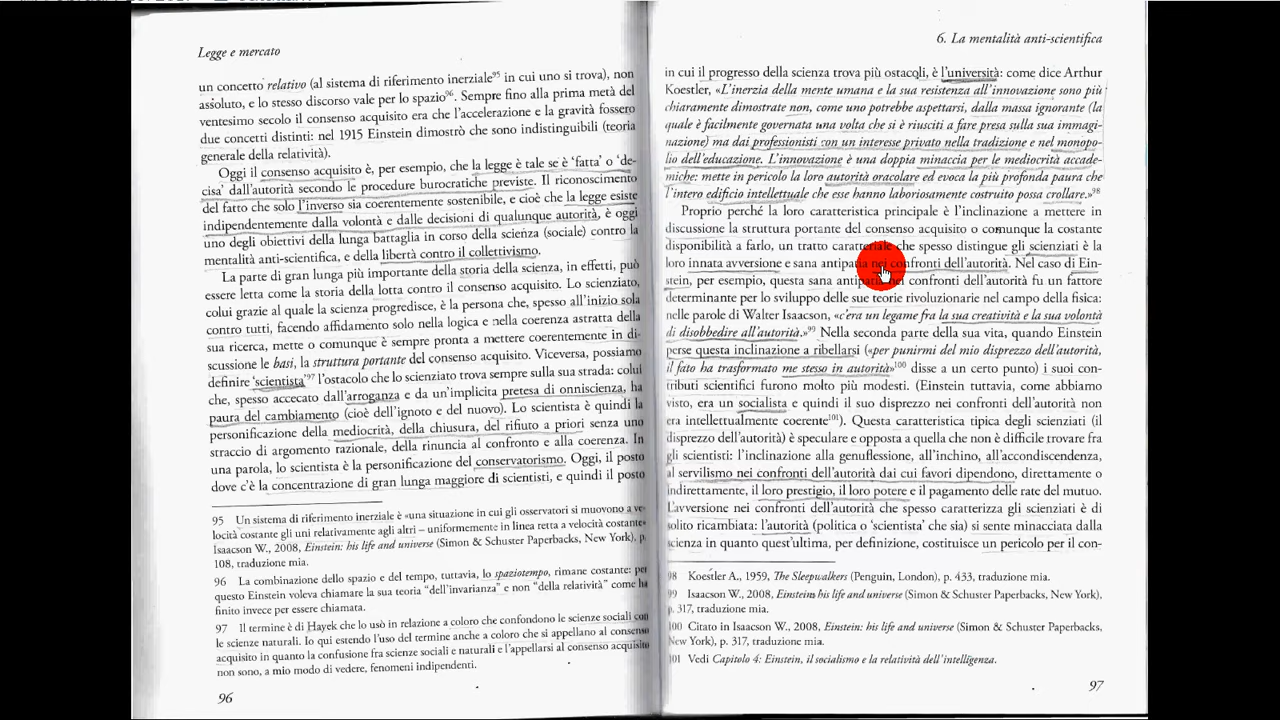 Legge e mercato
un concetto relativo (al sistema di riferimento inerziale95 in cui uno si trova), non
assoluto, e lo stesso discorso vale per lo spazio96. Sempre fino alla prima metà del
ventesimo secolo il consenso acquisito era che l'accelerazione e la gravità fossero
due concetti distinti: nel 1915 Einstein dimostrò che sono indistinguibili (teoria
generale della relatività).
Oggi il consenso acquisito è, per esempio, che la legge è tale se è 'fatta' o 'de-
cisa' dall'autorità secondo le procedure burocratiche previste. Il riconoscimento
del fatto che solo l'inverso sia coerentemente sostenibile, e cioè che la legge esiste
indipendentemente dalla volontà e dalle decisioni di qualunque autorità, è oggi
uno degli obiettivi della lunga battaglia in corso della scienza (sociale) contro la
mentalità anti-scientifica, e della libertà contro il collettivismo.
La parte di gran lunga più importante della storia della scienza, in effetti, può
essere letta come la storia della lotta contro il consenso acquisito. Lo scienziato,
colui grazie al quale la scienza progredisce, è la persona che, spesso all'inizio sola
contro tutti, facendo affidamento solo nella logica e nella coerenza astratta della
sua ricerca, mette o comunque è sempre pronta a mettere coerentemente in di-
scussione le basi, la struttura portante del consenso acquisito. Viceversa, possiamo
definire 'scientista'97 l'ostacolo che lo scienziato trova sempre sulla sua strada: colui
che, spesso accecato dall'arroganza e da un'implicita pretesa di onniscienza, ha
paura del cambiamento (cioè dell'ignoto e del nuovo). Lo scientista è quindi la
personificazione della mediocrità, della chiusura, del rifiuto a priori senza uno
straccio di argomento razionale, della rinuncia al confronto e alla coerenza. In
una parola, lo scientista è la personificazione del conservatorismo. Oggi, il posto
dove c'è la concentrazione di gran lunga maggiore di scientisti, e quindi il posto
95 Un sistema di riferimento inerziale è «una situazione in cui gli osservatori si muovono a ve-
locità costante gli uni relativamente agli altri – uniformemente in linea retta a velocità costante»
Isaacson W., 2008, Einstein: his life and universe (Simon & Schuster Paperbacks, New York), p.
108, traduzione mia.
96 La combinazione dello spazio e del tempo, tuttavia, lo spaziotempo, rimane costante: per
questo Einstein voleva chiamare la sua teoria "dell'invarianza" e non "della relatività" come ha
finito invece per essere chiamata.
97 Il termine è di Hayek che lo usò in relazione a coloro che confondono le scienze sociali con
le scienze naturali. Io qui estendo l'uso del termine anche a coloro che si appellano al consenso
acquisito in quanto la confusione fra scienze sociali e naturali e l'appellarsi al consenso acquisito
non sono, a mio modo di vedere, fenomeni indipendenti.
96
6. La mentalità anti-scientifica
in cui il progresso della scienza trova più ostacoli, è l'università: come dice Arthur
Koestler, «L'inerzia della mente umana e la sua resistenza all'innovazione sono più
chiaramente dimostrate non, come uno potrebbe aspettarsi, dalla massa ignorante (la
quale è facilmente governata una volta che si è riusciti a fare presa sulla sua immagi-
nazione) ma dai professionisti con un interesse privato nella tradizione e nel monopo-
lio dell'educazione. L'innovazione è una doppia minaccia per le mediocrità accade-
miche: mette in pericolo la loro autorità oracolare ed evoca la più profonda paura che
l'intero edificio intellettuale che esse hanno laboriosamente costruito possa crollare.»98
Proprio perché la loro caratteristica principale è l'inclinazione a mettere in
discussione la struttura portante del consenso acquisito o comunque la costante
disponibilità a farlo, un tratto caratteriale che spesso distingue gli scienziati è la
loro innata avversione e sana antipatia nei confronti dell'autorità. Nel caso di Ein-
stein, per esempio, questa sana antipatia nei confronti dell'autorità fu un fattore
determinante per lo sviluppo delle sue teorie rivoluzionarie nel campo della fisica:
nelle parole di Walter Isaacson, «c'era un legame fra la sua creatività e la sua volontà
di disobbedire all'autorità.»99 Nella seconda parte della sua vita, quando Einstein
perse questa inclinazione a ribellarsi («per punirmi del mio disprezzo dell'autorità,
il fato ha trasformato me stesso in autorità»100 disse a un certo punto) i suoi con-
tributi scientifici furono molto più modesti. (Einstein tuttavia, come abbiamo
visto, era un socialista e quindi il suo disprezzo nei confronti dell'autorità non
era intellettualmente coerente101). Questa caratteristica tipica degli scienziati (il
disprezzo dell'autorità) è speculare e opposta a quella che non è difficile trovare fra
gli scientisti: l'inclinazione alla genuflessione, all'inchino, all'accondiscendenza,
al servilismo nei confronti dell'autorità dai cui favori dipendono, direttamente o
indirettamente, il loro prestigio, il loro potere e il pagamento delle rate del mutuo.
L'avversione nei confronti dell'autorità che spesso caratterizza gli scienziati è di
solito ricambiata: l'autorità (politica o 'scientista' che sia) si sente minacciata dalla
scienza in quanto quest'ultima, per definizione, costituisce un pericolo per il con-
98 Koestler A., 1959, The Sleepwalkers (Penguin, London), p. 433, traduzione mia.
99 Isaacson W., 2008, Einstein: his life and universe (Simon & Schuster Paperbacks, New York),
p. 317, traduzione mia.
100 Citato in Isaacson W., 2008, Einstein: his life and universe (Simon & Schuster Paperbacks,
New York), p. 317, traduzione mia.
101 Vedi Capitolo 4: Einstein, il socialismo e la relatività dell'intelligenza.
97